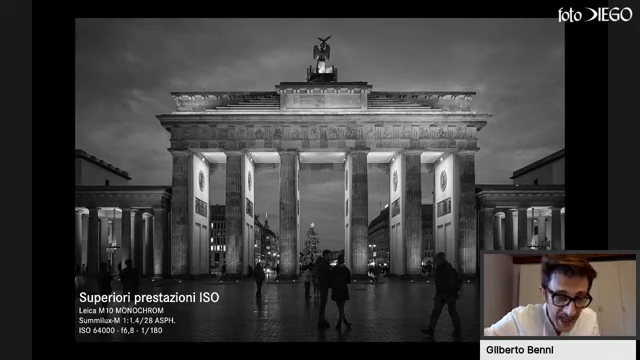 foto DIEGO
Superiori prestazioni ISO
Leica M10 MONOCHROM
Summilux-M 1:1.4/28 ASPH.
ISO 64000 - f6,8 - 1/180
Gilberto Benni